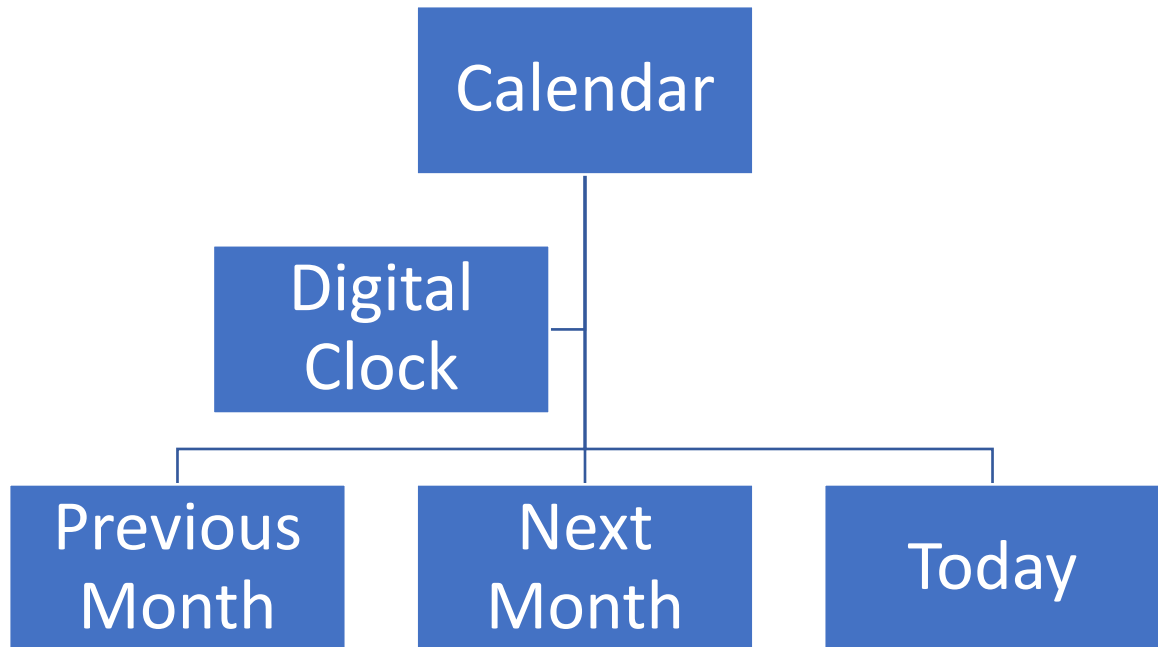 Calendar
Digital
Clock
Previous
Month
Next
Month
Today